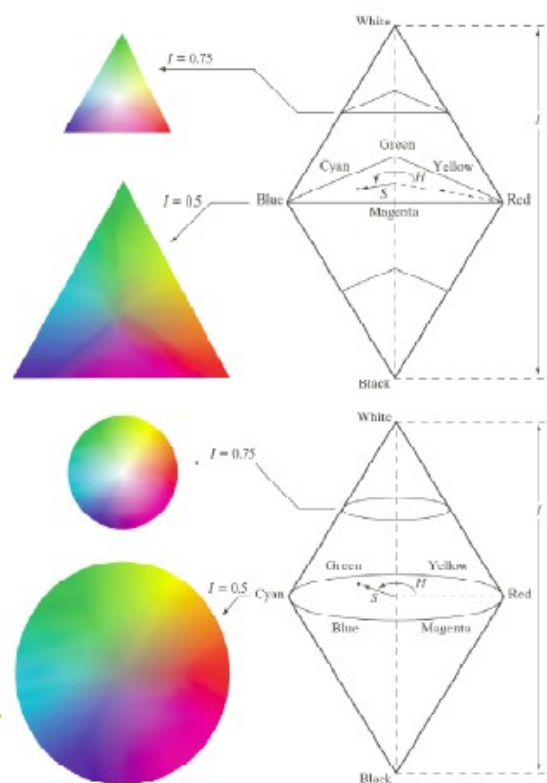 White
I = 0.75
I
Green
Cyan
Yellow
H
S
I = 0.5
Blue
Red
Magenta
Black
White
I = 0.75
I
Green
Yellow
H
I = 0.5
S
Cyan
Red
Blue
Magenta
Black